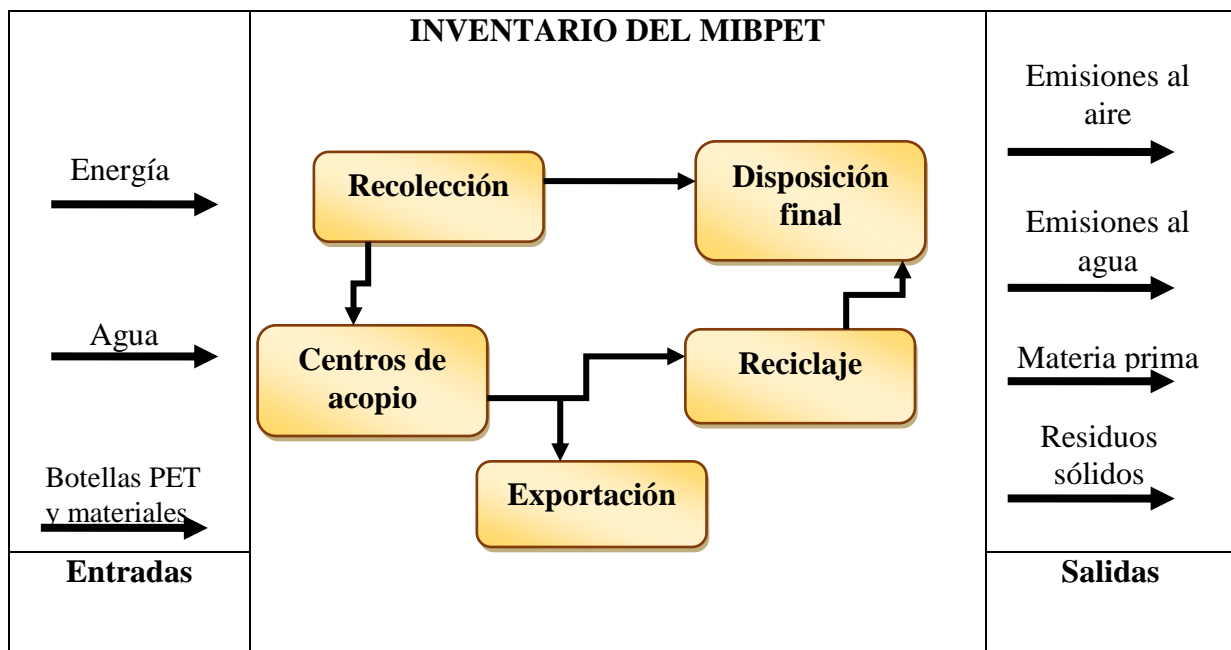 INVENTARIO DEL MIBPET
Energía
Agua
Botellas PET
y materiales
Entradas
Recolección
Disposición
final
Centros de
acopio
Reciclaje
Exportación
Emisiones al
aire
Emisiones al
agua
Materia prima
Residuos
sólidos
Salidas